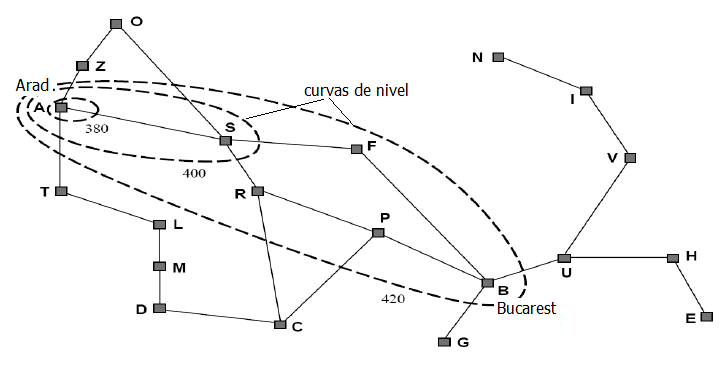 O
N
Z
Arad
curvas de nivel
I
A
380
S
F
400
V
T
R
P
L
M
U
H
B
420
Bucarest
D
C
E
G